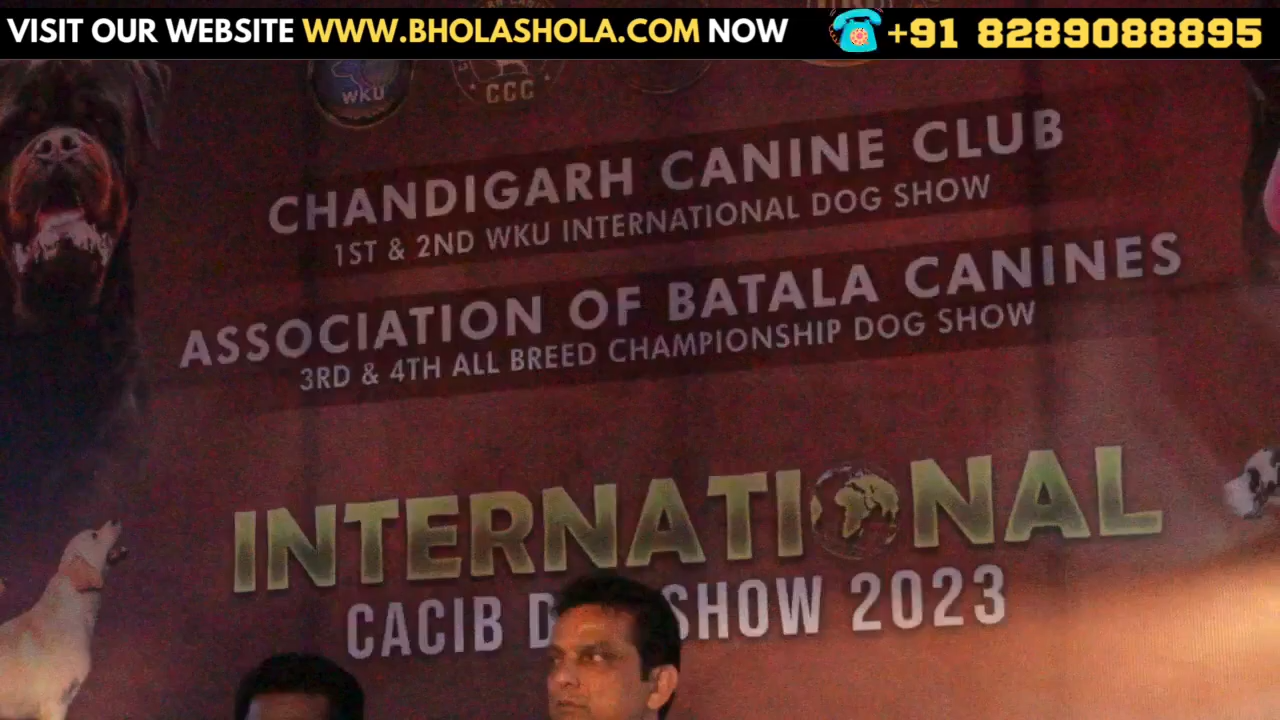 VISIT OUR WEBSITE WWW.BHOLASHOLA.COM NOW +91 8289088895
WKU
CCC
CHANDIGARH CANINE CLUB
1ST & 2ND WKU INTERNATIONAL DOG SHOW
ASSOCIATION OF BATALA CANINES
3RD & 4TH ALL BREED CHAMPIONSHIP DOG SHOW
INTERNATIONAL
CACIB D SHOW 2023